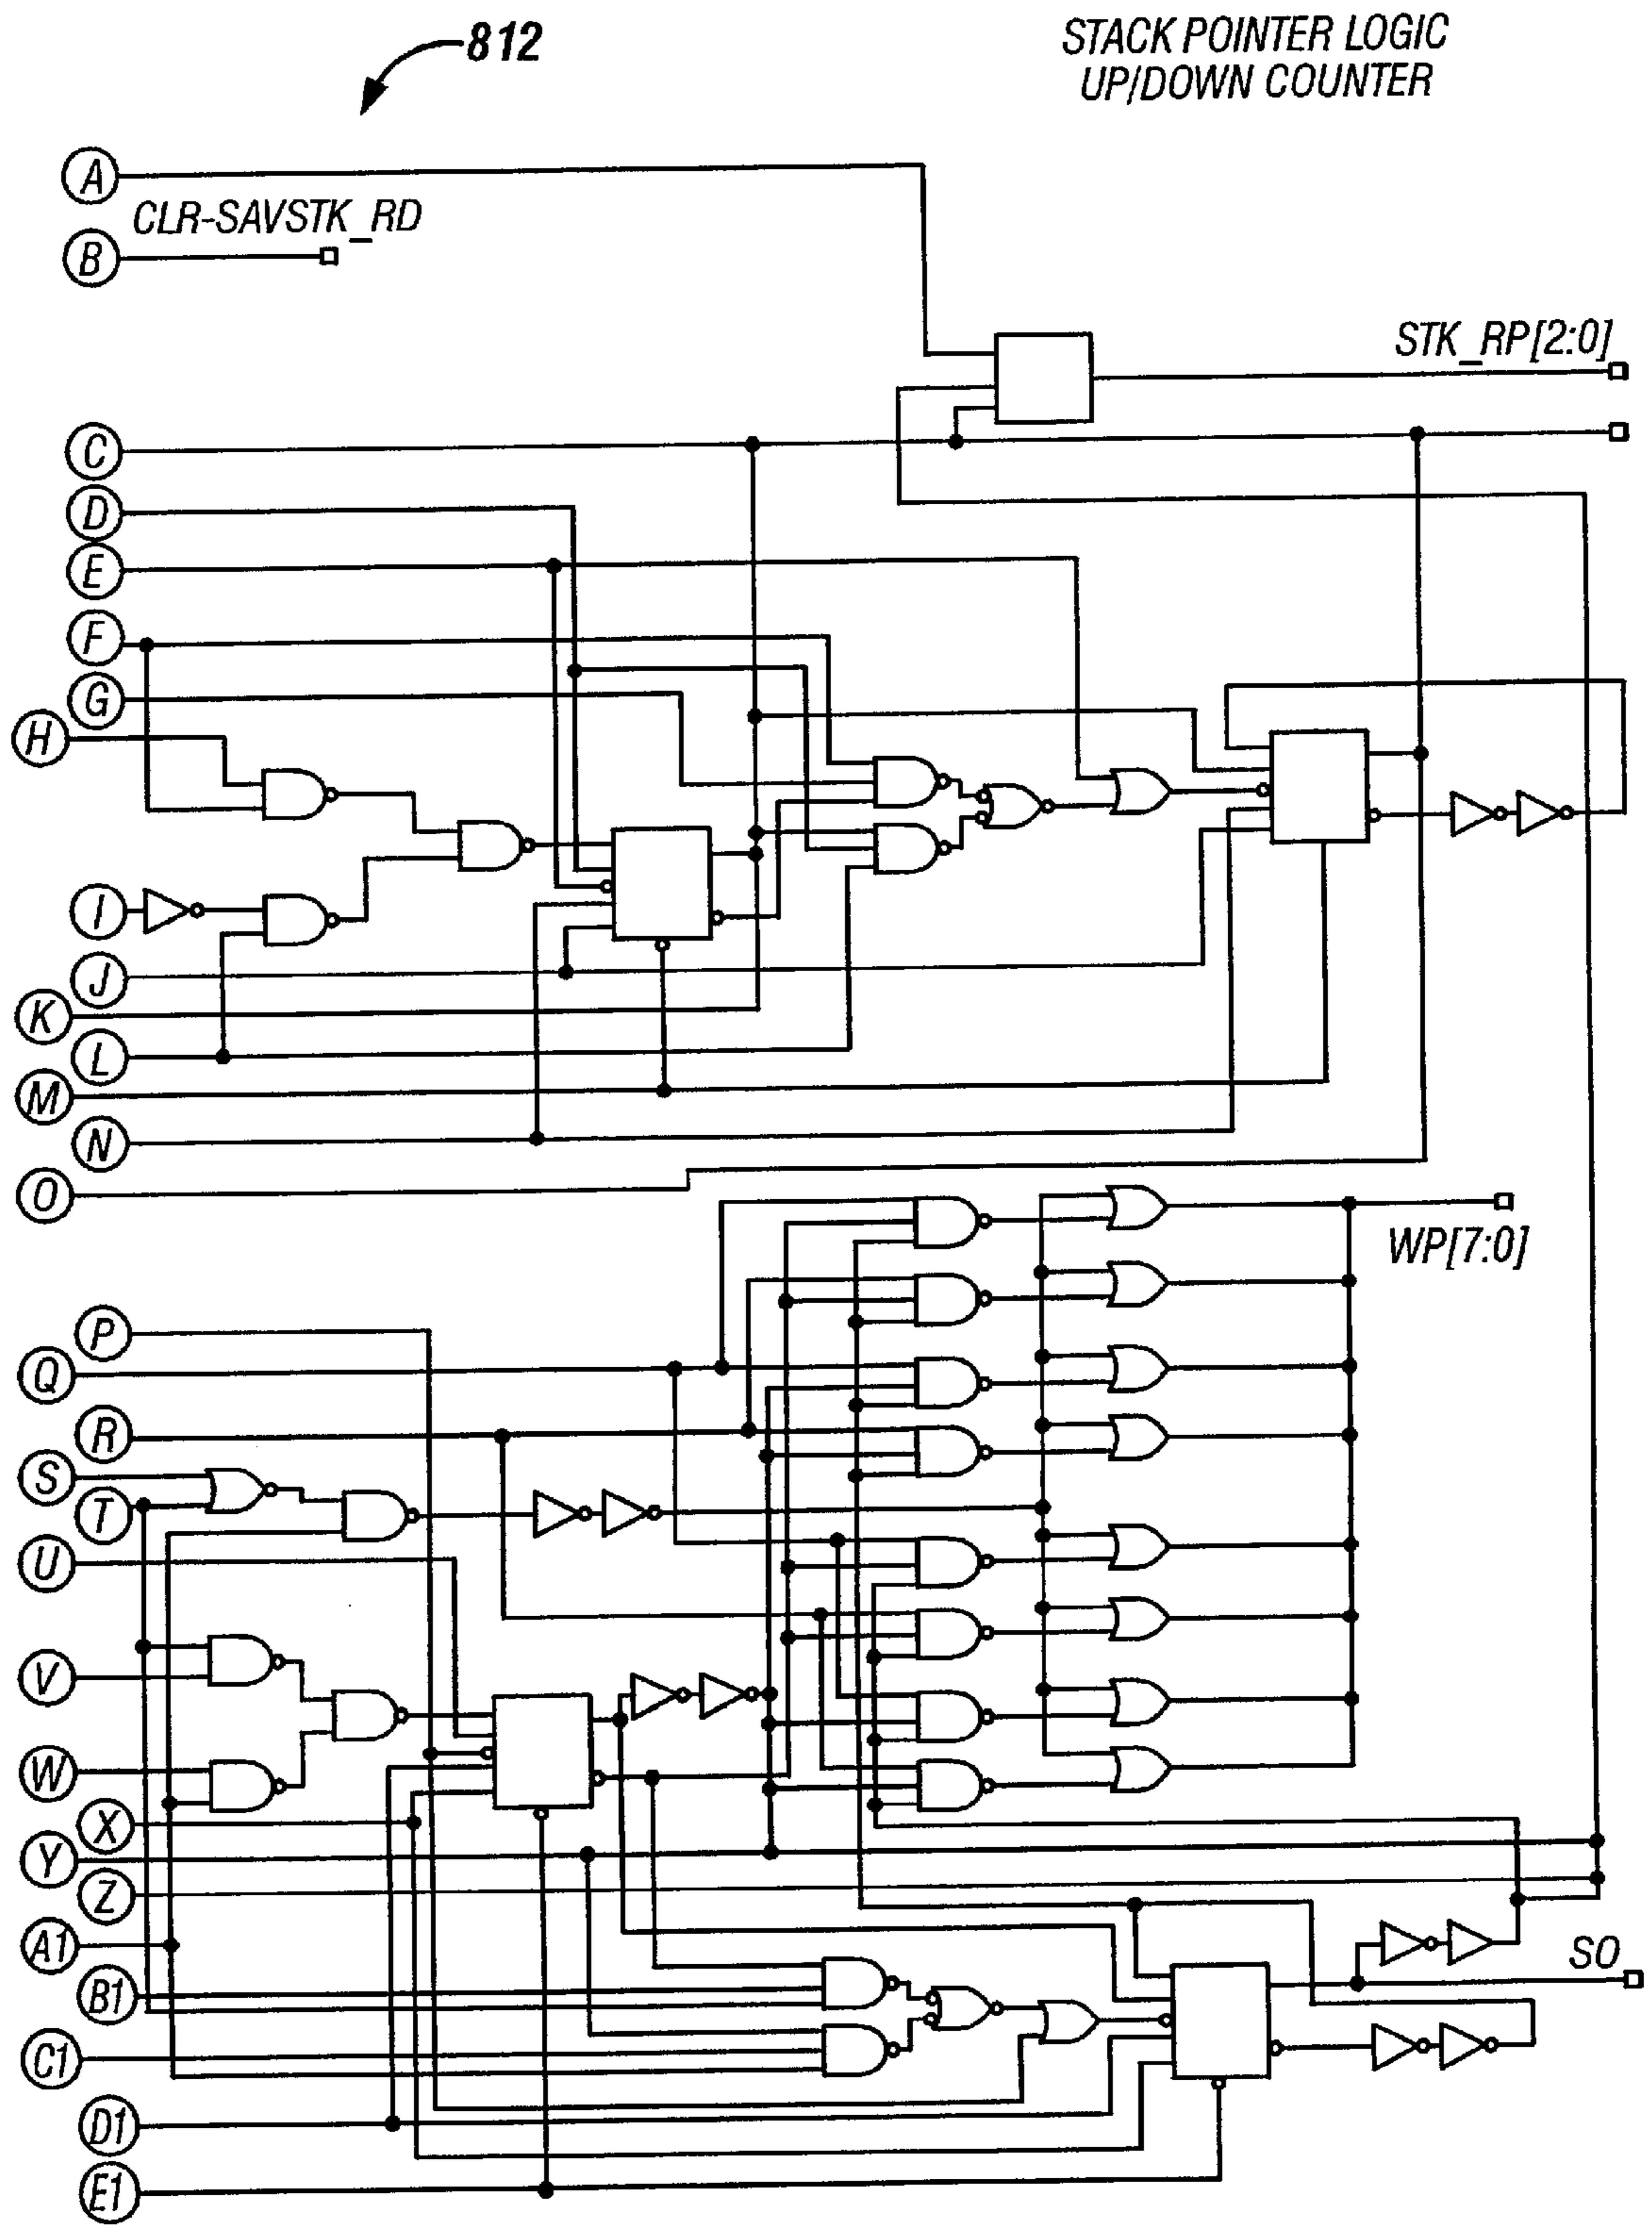 812
STACK POINTER LOGIC
UP/DOWN COUNTER
A
CLR-SAVSTK_RD
B
STK_RP[2:0]
C
D
E
F
G
H
I
J
K
L
M
N
O
WP[7:0]
P
Q
R
S
T
U
V
W
X
Y
Z
A1
SO
B1
C1
D1
E1